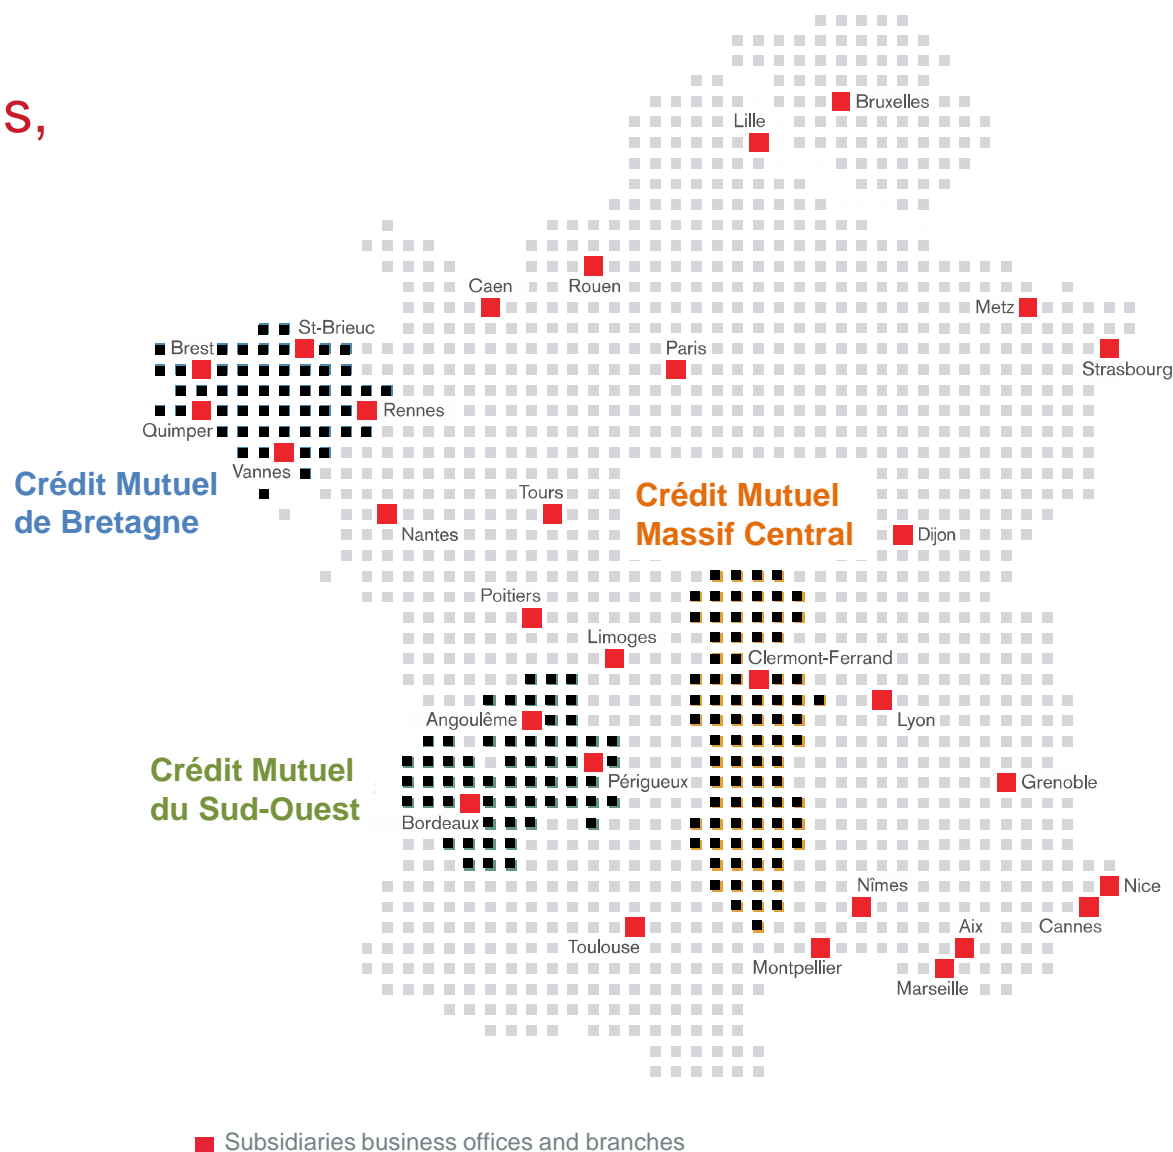 s,
Bruxelles
Lille
Caen
Rouen
Metz
St-Brieuc
Brest
Paris
Strasbourg
Rennes
Quimper
Vannes
Crédit Mutuel
de Bretagne
Tours
Nantes
Crédit Mutuel
Massif Central
Dijon
Poitiers
Limoges
Clermont-Ferrand
Angoulême
Lyon
Crédit Mutuel
du Sud-Ouest
Périgueux
Grenoble
Bordeaux
Nîmes
Nice
Toulouse
Aix
Cannes
Montpellier
Marseille
Subsidiaries business offices and branches